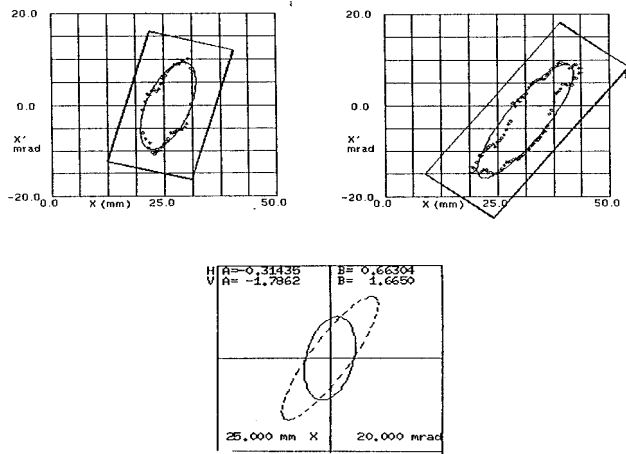 20.0
0.0
X'
mrad
-20.0
0.0
X (mm)
25.0
50.0
20.0
0.0
X'
mrad
-20.0
0.0
X (mm)
25.0
50.0
H A=-0.31435 B= 0.66304
V A= -1.7862 B= 1.6650
25.000 mm X 20.000 mrad